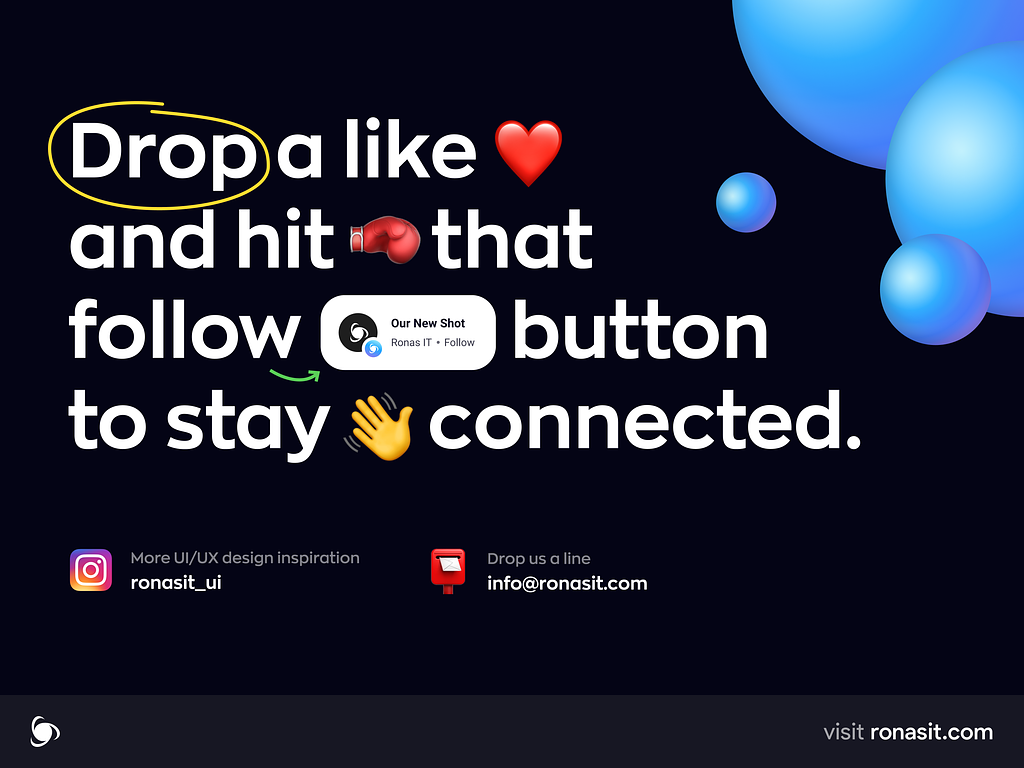 Drop a like ❤️
and hit 🥊 that
follow Our New Shot button
Ronas IT • Follow
to stay 👋 connected.
More UI/UX design inspiration
ronasit_ui
Drop us a line
info@ronasit.com
visit ronasit.com